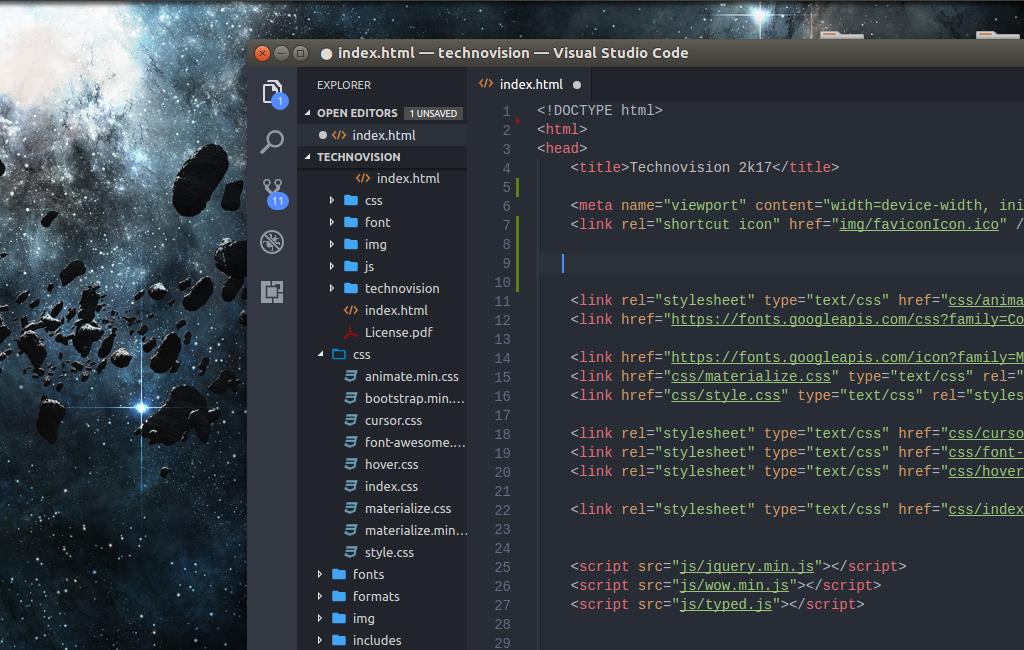 index.html — technovision — Visual Studio Code
EXPLORER
OPEN EDITORS 1 UNSAVED
index.html
TECHNOVISION
index.html
css
font
img
js
technovision
index.html
License.pdf
css
animate.min.css
bootstrap.min....
cursor.css
font-awesome....
hover.css
index.css
materialize.css
materialize.min...
style.css
fonts
formats
img
includes
1
11
index.html
1 <!DOCTYPE html>
2 <html>
3 <head>
4 <title>Technovision 2k17</title>
5
6 <meta name="viewport" content="width=device-width, ini
7 <link rel="shortcut icon" href="img/faviconIcon.ico" /
8
9
10
11 <link rel="stylesheet" type="text/css" href="css/anima
12 <link href="https://fonts.googleapis.com/css?family=Co
13
14 <link href="https://fonts.googleapis.com/icon?family=M
15 <link href="css/materialize.css" type="text/css" rel="
16 <link href="css/style.css" type="text/css" rel="styles
17
18 <link rel="stylesheet" type="text/css" href="css/curso
19 <link rel="stylesheet" type="text/css" href="css/font-
20 <link rel="stylesheet" type="text/css" href="css/hover
21
22 <link rel="stylesheet" type="text/css" href="css/index
23
24
25 <script src="js/jquery.min.js"></script>
26 <script src="js/wow.min.js"></script>
27 <script src="js/typed.js"></script>
28
29